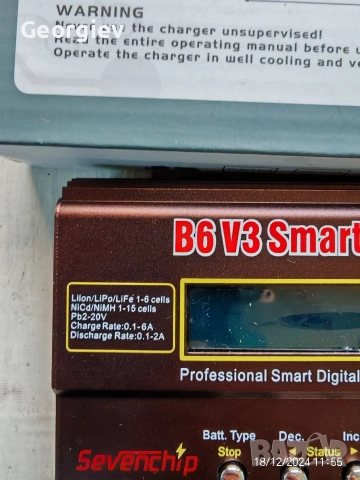 Georgiev
WARNING
Never the charger unsupervised!
Read the entire operating manual before u
Operate the charger in well cooling and ve
B6 V3 Smart
LiIon/LiPo/LiFe 1-6 cells
NiCd/NiMH 1-15 cells
Pb2-20V
Charge Rate:0.1-6A
Discharge Rate:0.1-2A
Professional Smart Digital
Batt. Type Dec. Inc
Stop ◄ Status ►
Sevenchip
18/12/2024 11:55